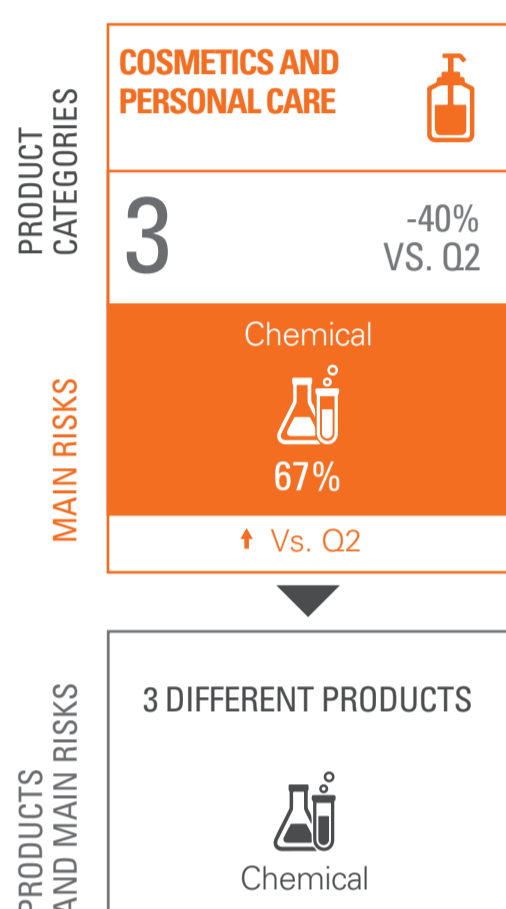 PRODUCT
CATEGORIES
COSMETICS AND
PERSONAL CARE
3
-40%
VS. Q2
MAIN RISKS
Chemical
67%
Vs. Q2
PRODUCTS
AND MAIN RISKS
3 DIFFERENT PRODUCTS
Chemical